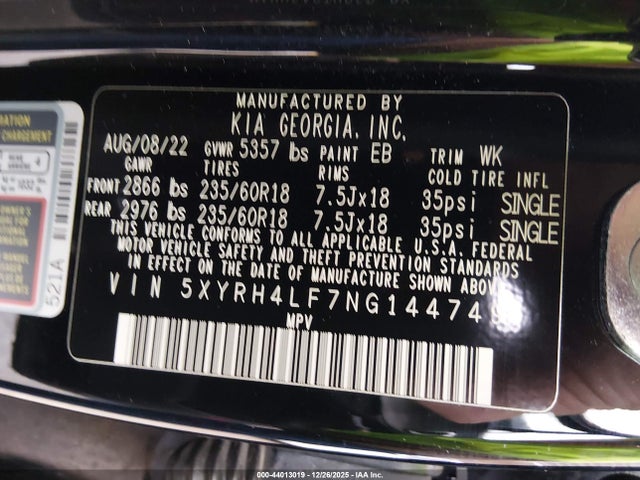 MANUFACTURED BY
KIA GEORGIA, INC.
AUG/08/22 GVWR 5357 lbs PAINT EB TRIM WK
GAWR TIRES RIMS COLD TIRE INFL
FRONT 2866 lbs 235/60R18 7.5Jx18 35psi SINGLE
REAR 2976 lbs 235/60R18 7.5Jx18 35psi SINGLE
THIS VEHICLE CONFORMS TO ALL APPLICABLE U.S.A. FEDERAL
MOTOR VEHICLE SAFETY AND THEFT PREVENTION STANDARDS
IN EFFECT ON THE DATE OF MANUFACTURE SHOWN ABOVE.
VIN 5XYRH4LF7NG14474
MPV
521A
000-44013019 - 12/26/2025 - IAA Inc.